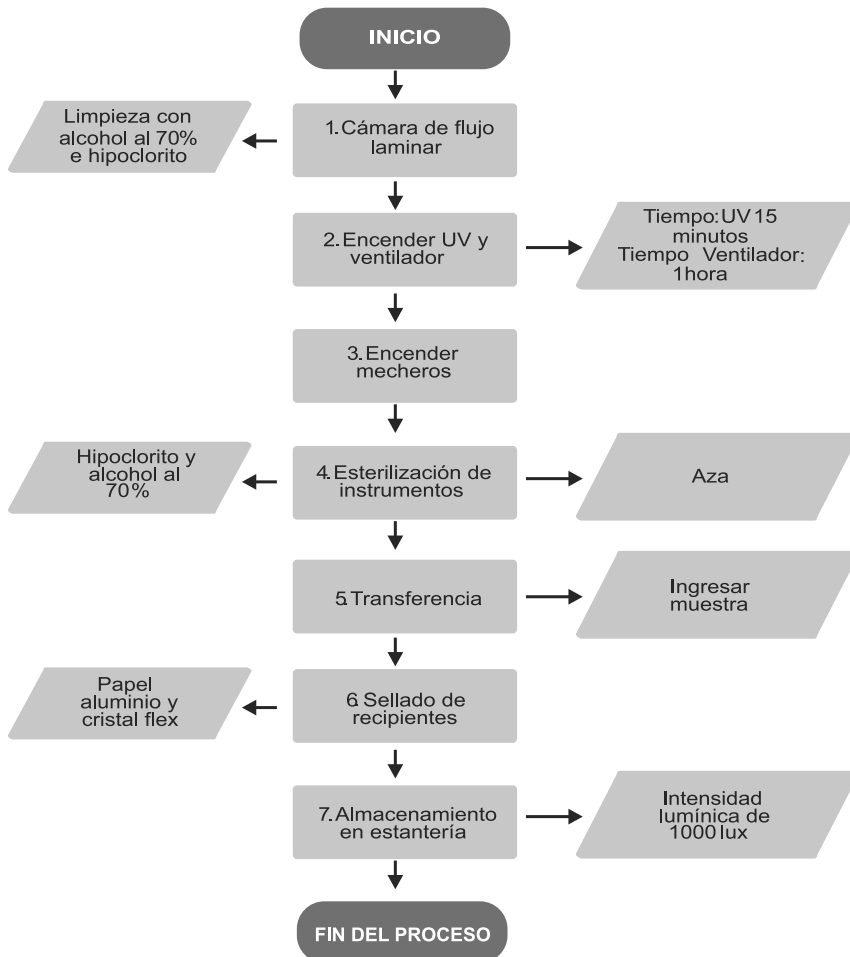 INICIO
Limpieza con
alcohol al 70%
e hipoclorito
1. Cámara de flujo
laminar
2. Encender UV y
ventilador
Tiempo: UV 15
minutos
Tiempo Ventilador:
1 hora
3. Encender
mecheros
Hipoclorito y
alcohol al
70%
4. Esterilización de
instrumentos
Aza
5. Transferencia
Ingresar
muestra
Papel
aluminio y
cristal flex
6. Sellado de
recipientes
7. Almacenamiento
en estantería
Intensidad
lumínica de
1000 lux
FIN DEL PROCESO